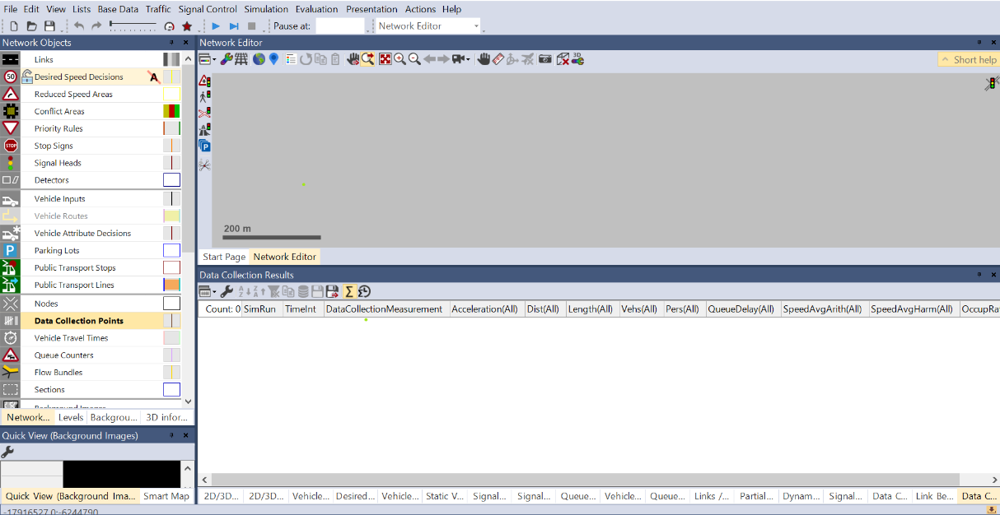 File Edit View Lists Base Data Traffic Signal Control Simulation Evaluation Presentation Actions Help
Pause at: Network Editor
Network Objects
Links
50 Desired Speed Decisions A
Reduced Speed Areas
Conflict Areas
Priority Rules
STOP Stop Signs
Signal Heads
Detectors
Vehicle Inputs
Vehicle Routes
Vehicle Attribute Decisions
P Parking Lots
Public Transport Stops
Public Transport Lines
Nodes
Data Collection Points
Vehicle Travel Times
Queue Counters
Flow Bundles
Sections
Background Images
Network... Levels Backgrou... 3D infor...
Quick View (Background Images)
Quick View (Background Ima... Smart Map
-17916527.0:-6244790
Network Editor
3D
Short help
P
200 m
Start Page Network Editor
Data Collection Results
Σ
Count: 0 SimRun TimeInt DataCollectionMeasurement Acceleration(All) Dist(All) Length(All) Vehs(All) Pers(All) QueueDelay(All) SpeedAvgArith(All) SpeedAvgHarm(All) OccupRa
2D/3D... 2D/3D... Vehicle... Desired... Vehicle... Static V... Signal... Signal... Queue... Vehicle... Queue... Links /... Partial... Dynam... Signal... Data C... Link Be... Data C...